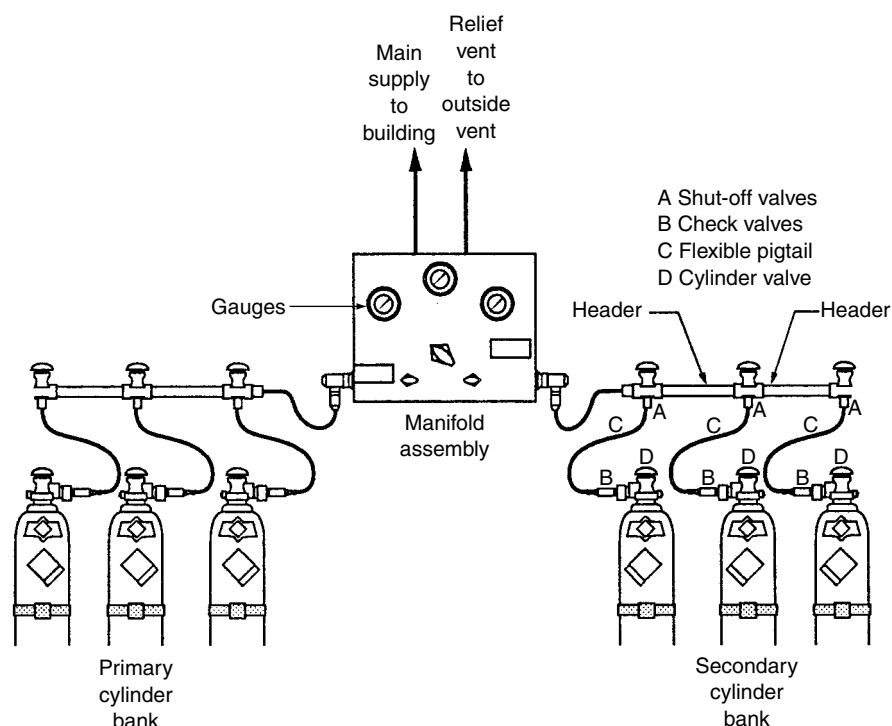 Main
supply
to
building
Relief
vent
to
outside
vent
A Shut-off valves
B Check valves
C Flexible pigtail
D Cylinder valve
Gauges
Header
Header
Manifold
assembly
A
A
A
C
C
C
D
D
D
B
B
B
Primary
cylinder
bank
Secondary
cylinder
bank